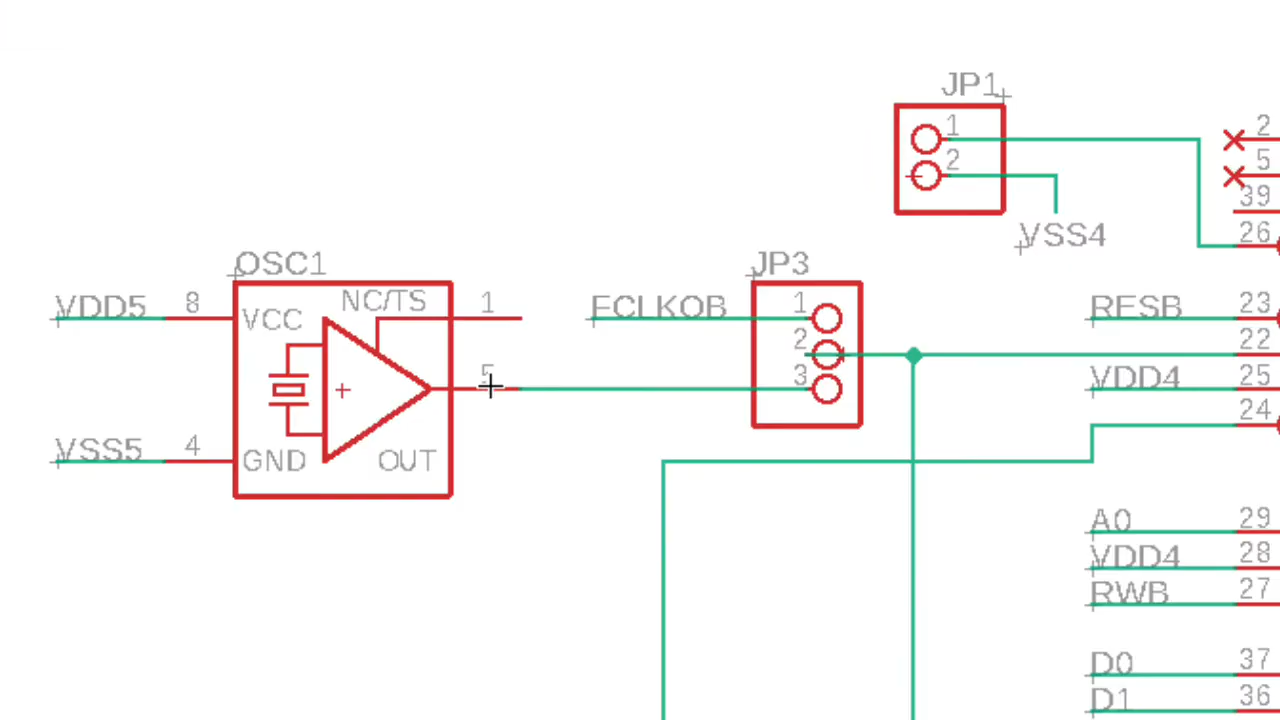 JP1
1
2
2
5
39
26
VSS4
OSC1
JP3
VDD5 8 VCC NC/TS 1
FCLKOB 1
2
3
5
RESB 23
22
VDD4 25
24
VSS5 4 GND OUT
A0 29
VDD4 28
RWB 27
D0 37
D1 36